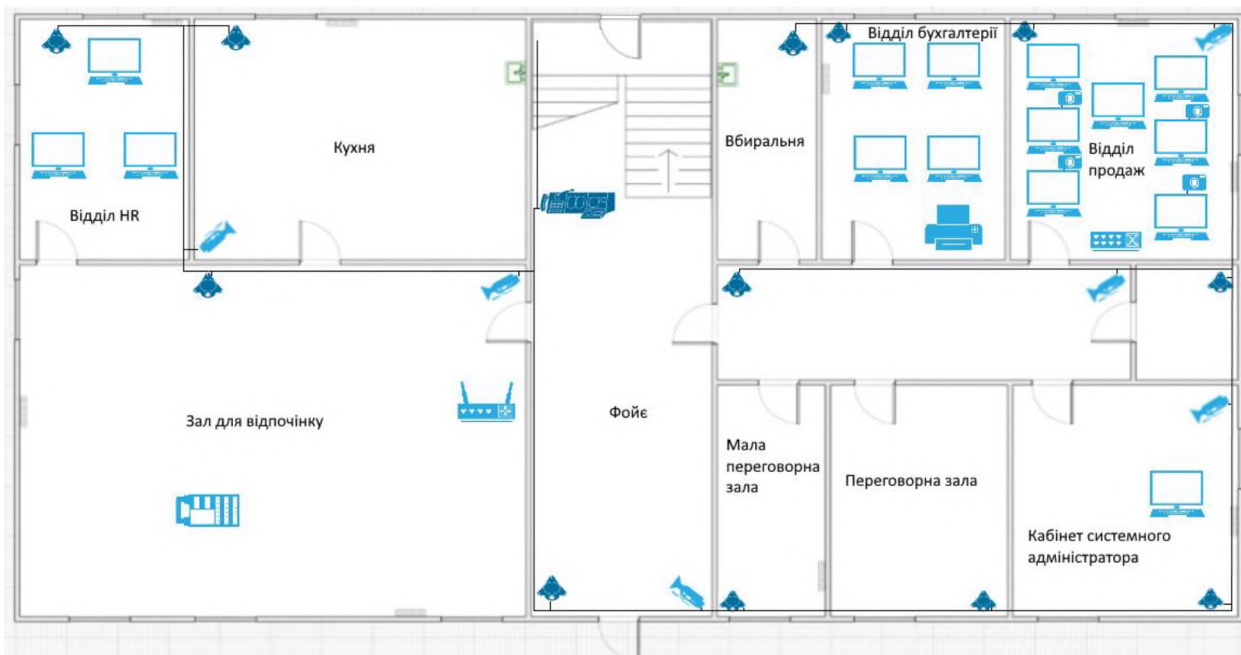 Відділ бухгалтерії
Кухня
Вбиральня
Відділ
продаж
Відділ HR
Зал для відпочінку
Фойє
Мала
переговорна
зала
Переговорна зала
Кабінет системного
адміністратора